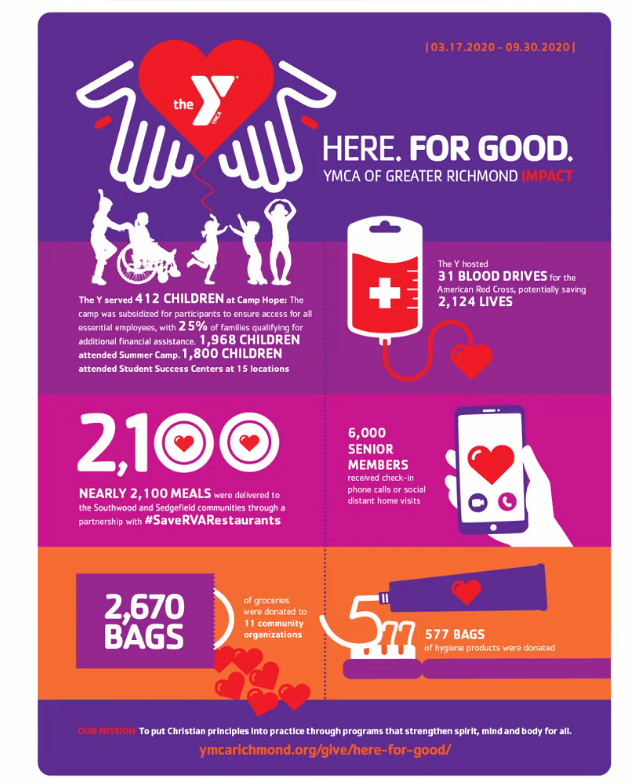 |03.17.2020 - 09.30.2020|
the Y
YMCA
HERE. FOR GOOD.
YMCA OF GREATER RICHMOND IMPACT
The Y served 412 CHILDREN at Camp Hope: The
camp was subsidized for participants to ensure access for all
essential employees, with 25% of families qualifying for
additional financial assistance. 1,968 CHILDREN
attended Summer Camp. 1,800 CHILDREN
attended Student Success Centers at 15 locations
The Y hosted
31 BLOOD DRIVES for the
American Red Cross, potentially saving
2,124 LIVES
2,100
NEARLY 2,100 MEALS were delivered to
the Southwood and Sedgefield communities through a
partnership with #SaveRVARestaurants
6,000
SENIOR
MEMBERS
received check-in
phone calls or social
distant home visits
2,670
BAGS
of groceries
were donated to
11 community
organizations
577
577 BAGS
of hygiene products were donated
OUR MISSION To put Christian principles into practice through programs that strengthen spirit, mind and body for all.
ymcarichmond.org/give/here-for-good/